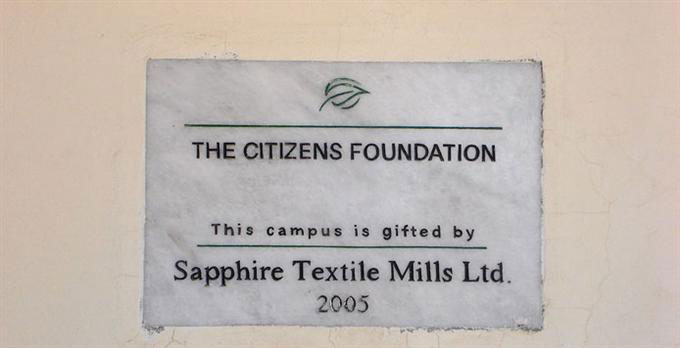 THE CITIZENS FOUNDATION
This campus is gifted by
Sapphire Textile Mills Ltd.
2005